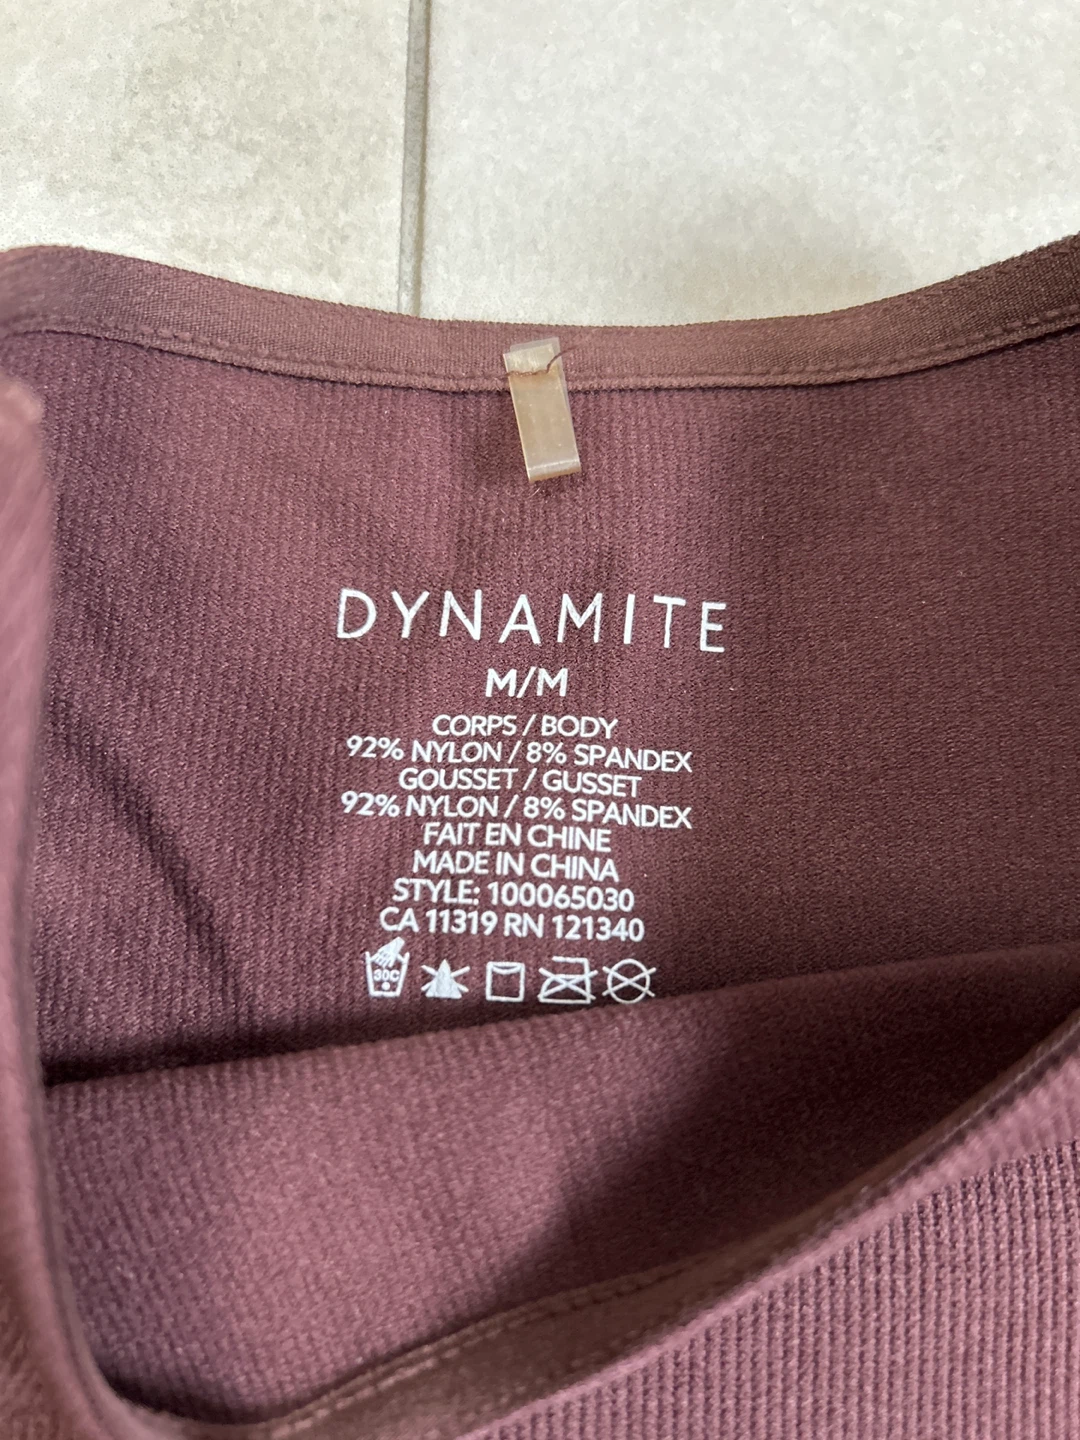 DYNAMITE
M/M
CORPS / BODY
92% NYLON / 8% SPANDEX
GOUSSET / GUSSET
92% NYLON / 8% SPANDEX
FAIT EN CHINE
MADE IN CHINA
STYLE: 100065030
CA 11319 RN 121340
30C